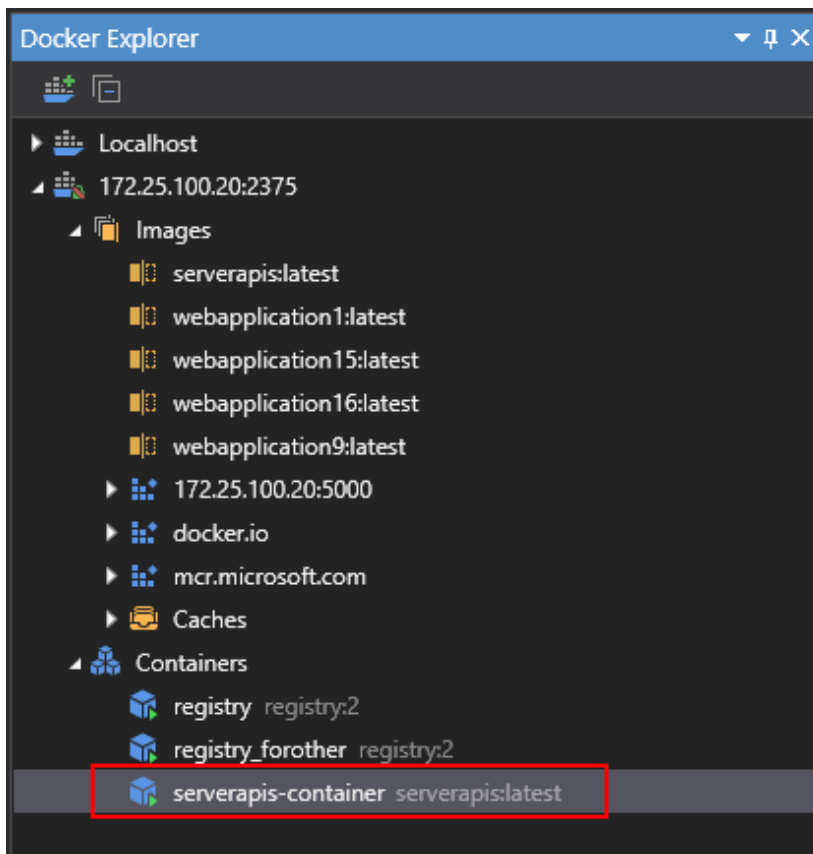 Docker Explorer
Localhost
172.25.100.20:2375
Images
serverapis:latest
webapplication1:latest
webapplication15:latest
webapplication16:latest
webapplication9:latest
172.25.100.20:5000
docker.io
mcr.microsoft.com
Caches
Containers
registry registry:2
registry_forother registry:2
serverapis-container serverapis:latest